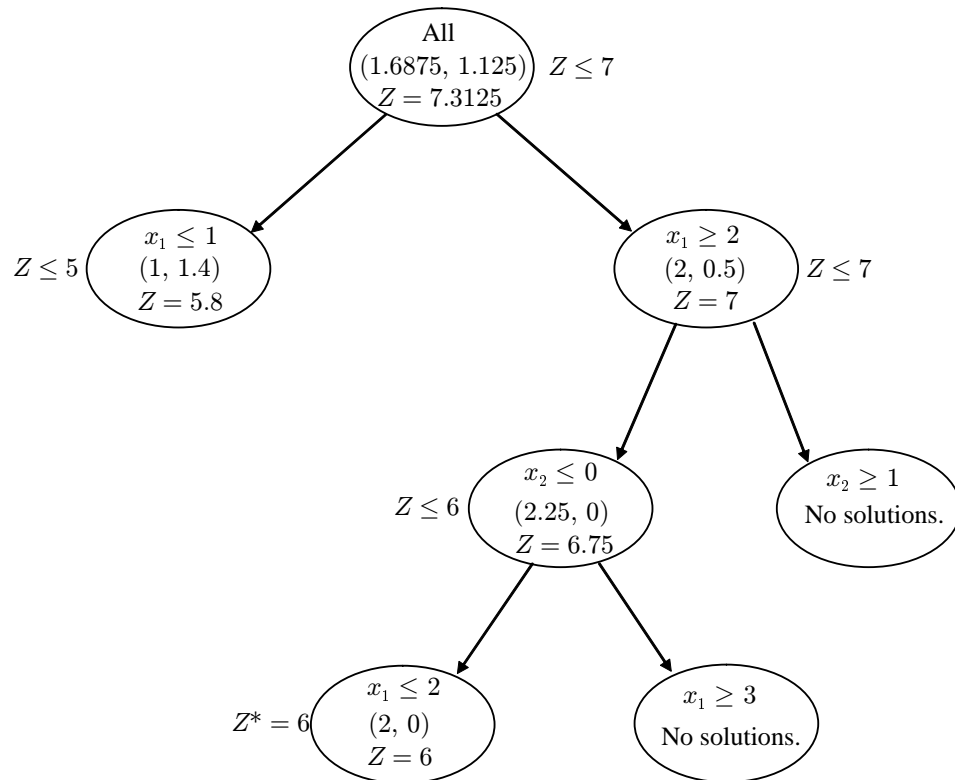 All
(1.6875, 1.125)
Z = 7.3125
Z ≤ 7
Z ≤ 5
x₁ ≤ 1
(1, 1.4)
Z = 5.8
x₁ ≥ 2
(2, 0.5)
Z = 7
Z ≤ 7
Z ≤ 6
x₂ ≤ 0
(2.25, 0)
Z = 6.75
x₂ ≥ 1
No solutions.
Z* = 6
x₁ ≤ 2
(2, 0)
Z = 6
x₁ ≥ 3
No solutions.